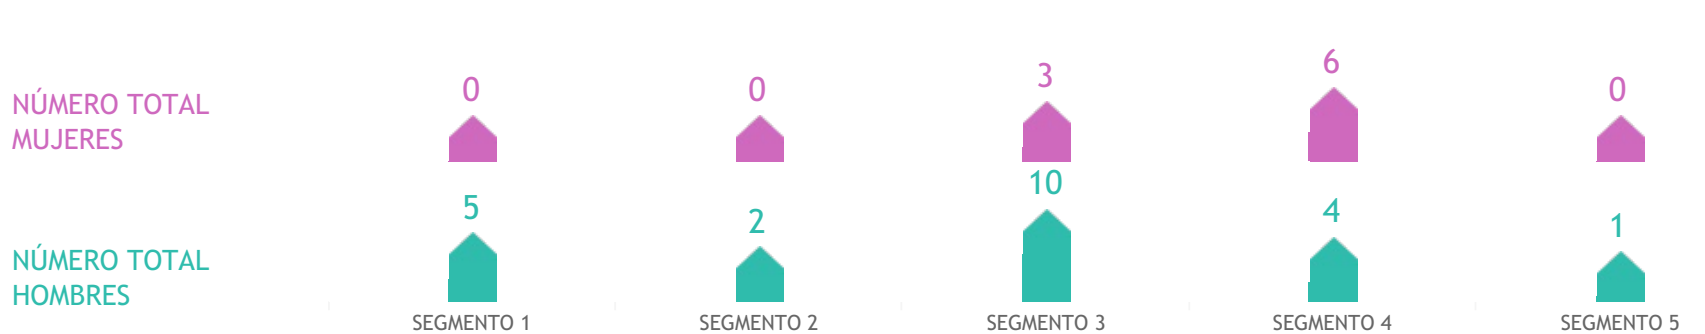 NÚMERO TOTAL
MUJERES
0 0 3 6 0
NÚMERO TOTAL
HOMBRES
5 2 10 4 1
SEGMENTO 1 SEGMENTO 2 SEGMENTO 3 SEGMENTO 4 SEGMENTO 5